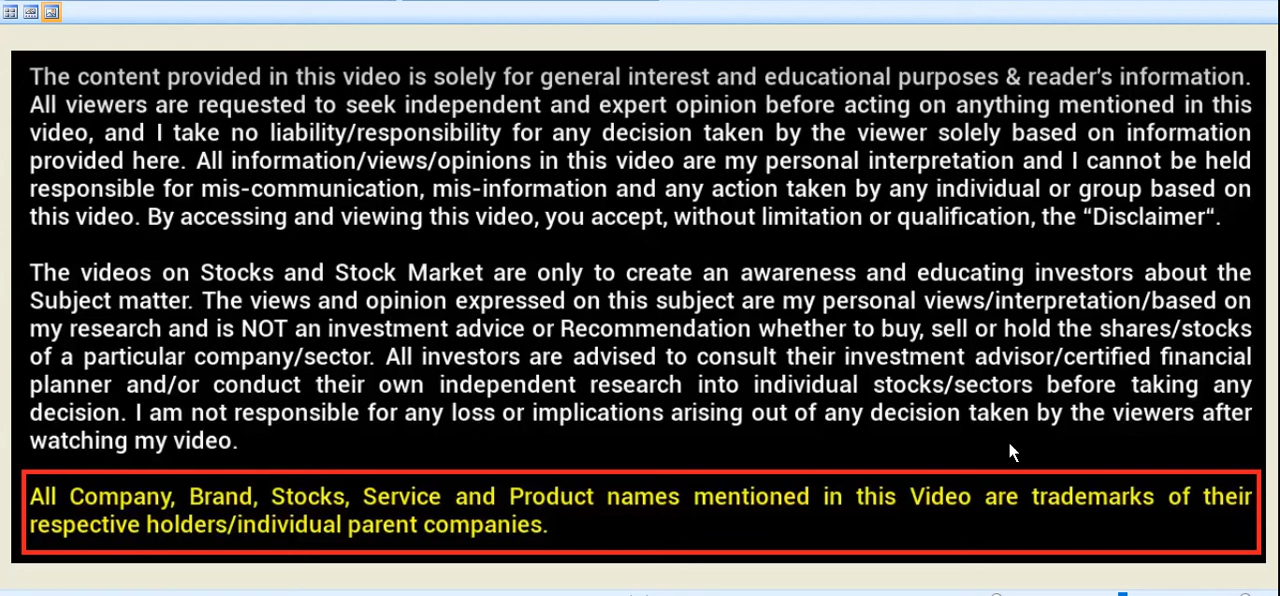 The content provided in this video is solely for general interest and educational purposes & reader's information.
All viewers are requested to seek independent and expert opinion before acting on anything mentioned in this
video, and I take no liability/responsibility for any decision taken by the viewer solely based on information
provided here. All information/views/opinions in this video are my personal interpretation and I cannot be held
responsible for mis-communication, mis-information and any action taken by any individual or group based on
this video. By accessing and viewing this video, you accept, without limitation or qualification, the “Disclaimer“.
The videos on Stocks and Stock Market are only to create an awareness and educating investors about the
Subject matter. The views and opinion expressed on this subject are my personal views/interpretation/based on
my research and is NOT an investment advice or Recommendation whether to buy, sell or hold the shares/stocks
of a particular company/sector. All investors are advised to consult their investment advisor/certified financial
planner and/or conduct their own independent research into individual stocks/sectors before taking any
decision. I am not responsible for any loss or implications arising out of any decision taken by the viewers after
watching my video.
All Company, Brand, Stocks, Service and Product names mentioned in this Video are trademarks of their
respective holders/individual parent companies.